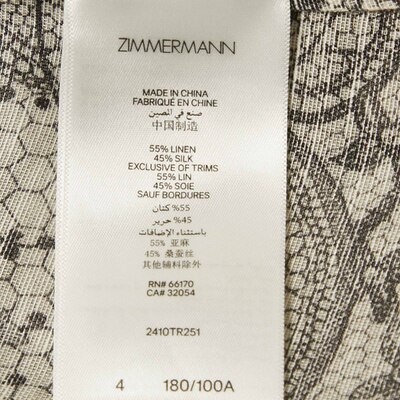 ZIMMERMANN
MADE IN CHINA
FABRIQUÉ EN CHINE
صنع في الصين
中国制造
55% LINEN
45% SILK
EXCLUSIVE OF TRIMS
55% LIN
45% SOIE
SAUF BORDURES
55% كتان
45% حرير
باستثناء الإضافات
55% 亚麻
45% 桑蚕丝
其他辅料除外
RN# 66170
CA# 32054
2410TR251
4 180/100A